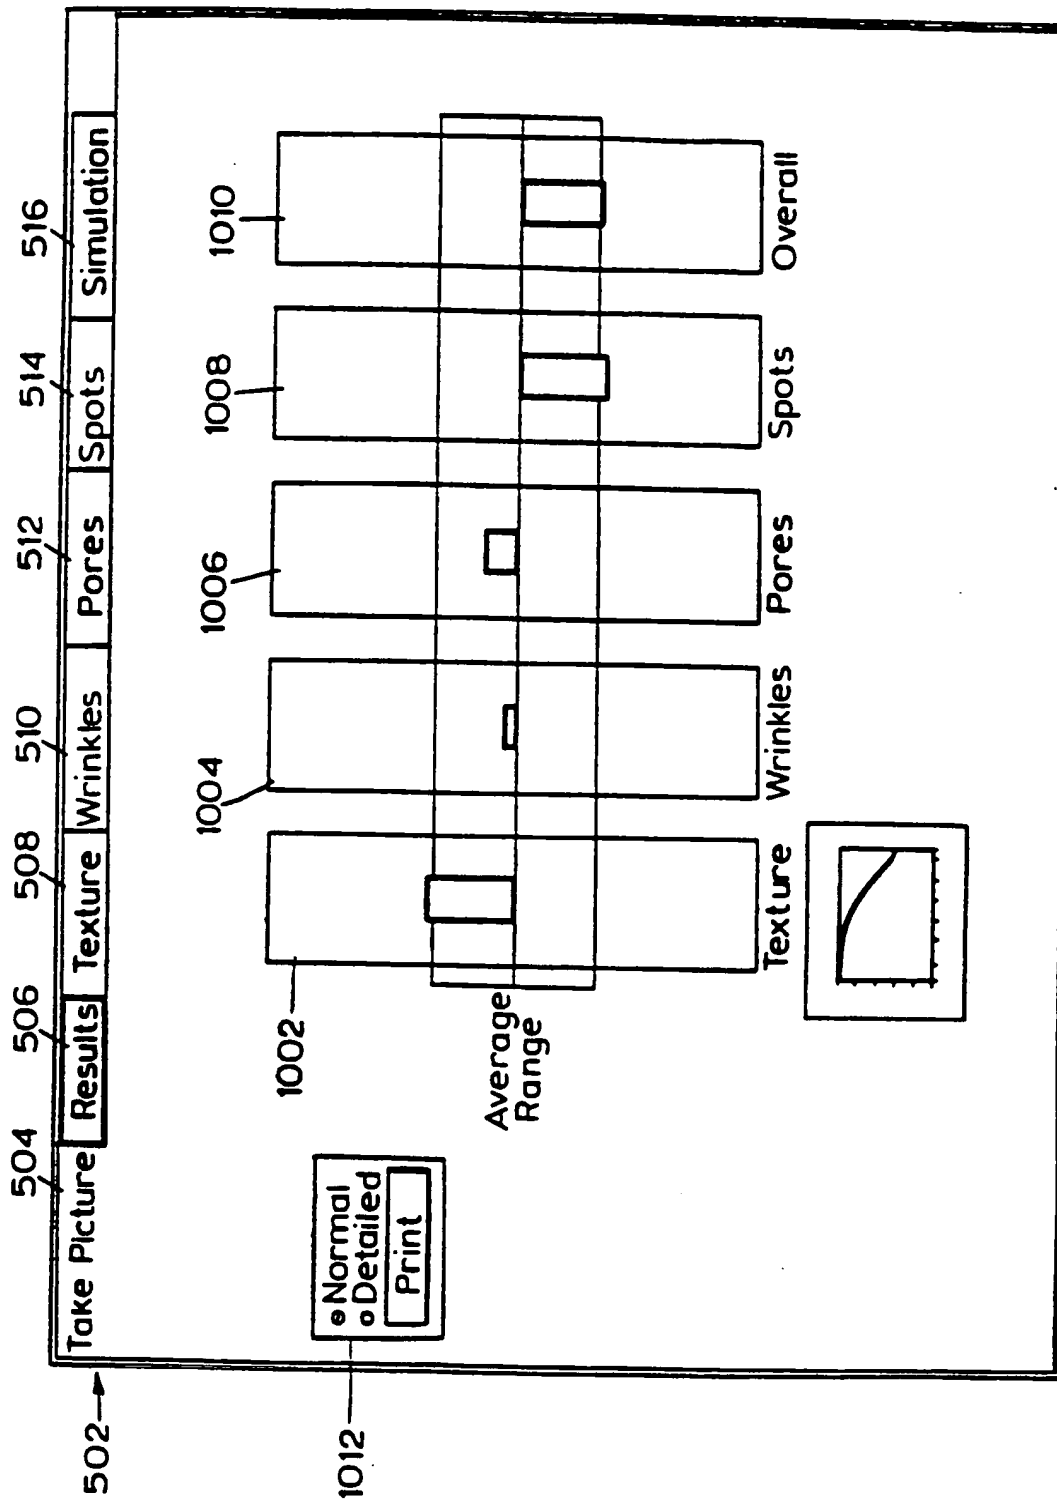 502
504 506 508 510 512 514 516
Take Picture Results Texture Wrinkles Pores Spots Simulation
1002 1004 1006 1008 1010
1012
Normal
Detailed
Print
Average
Range
Texture Wrinkles Pores Spots Overall